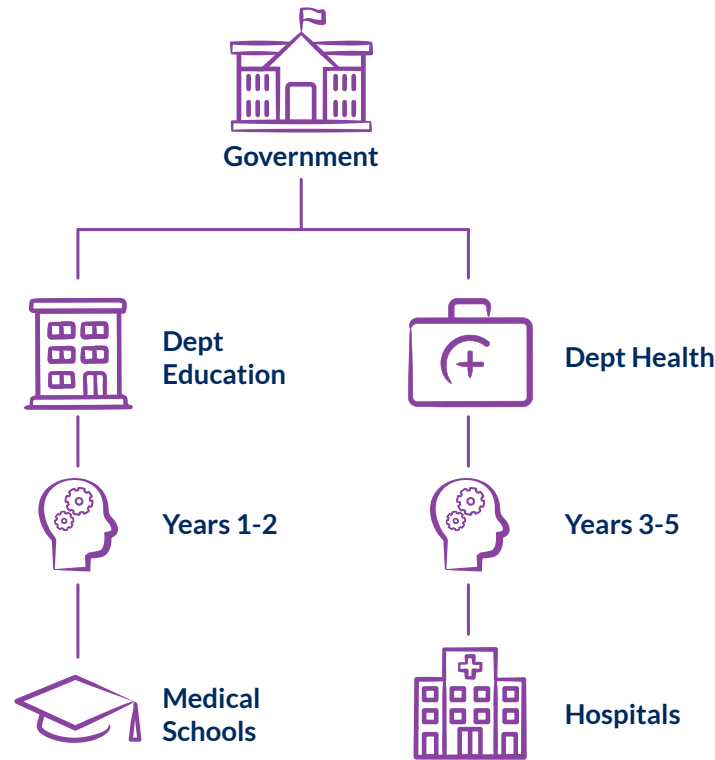 Government
Dept
Education
Dept Health
Years 1-2
Years 3-5
Medical
Schools
Hospitals